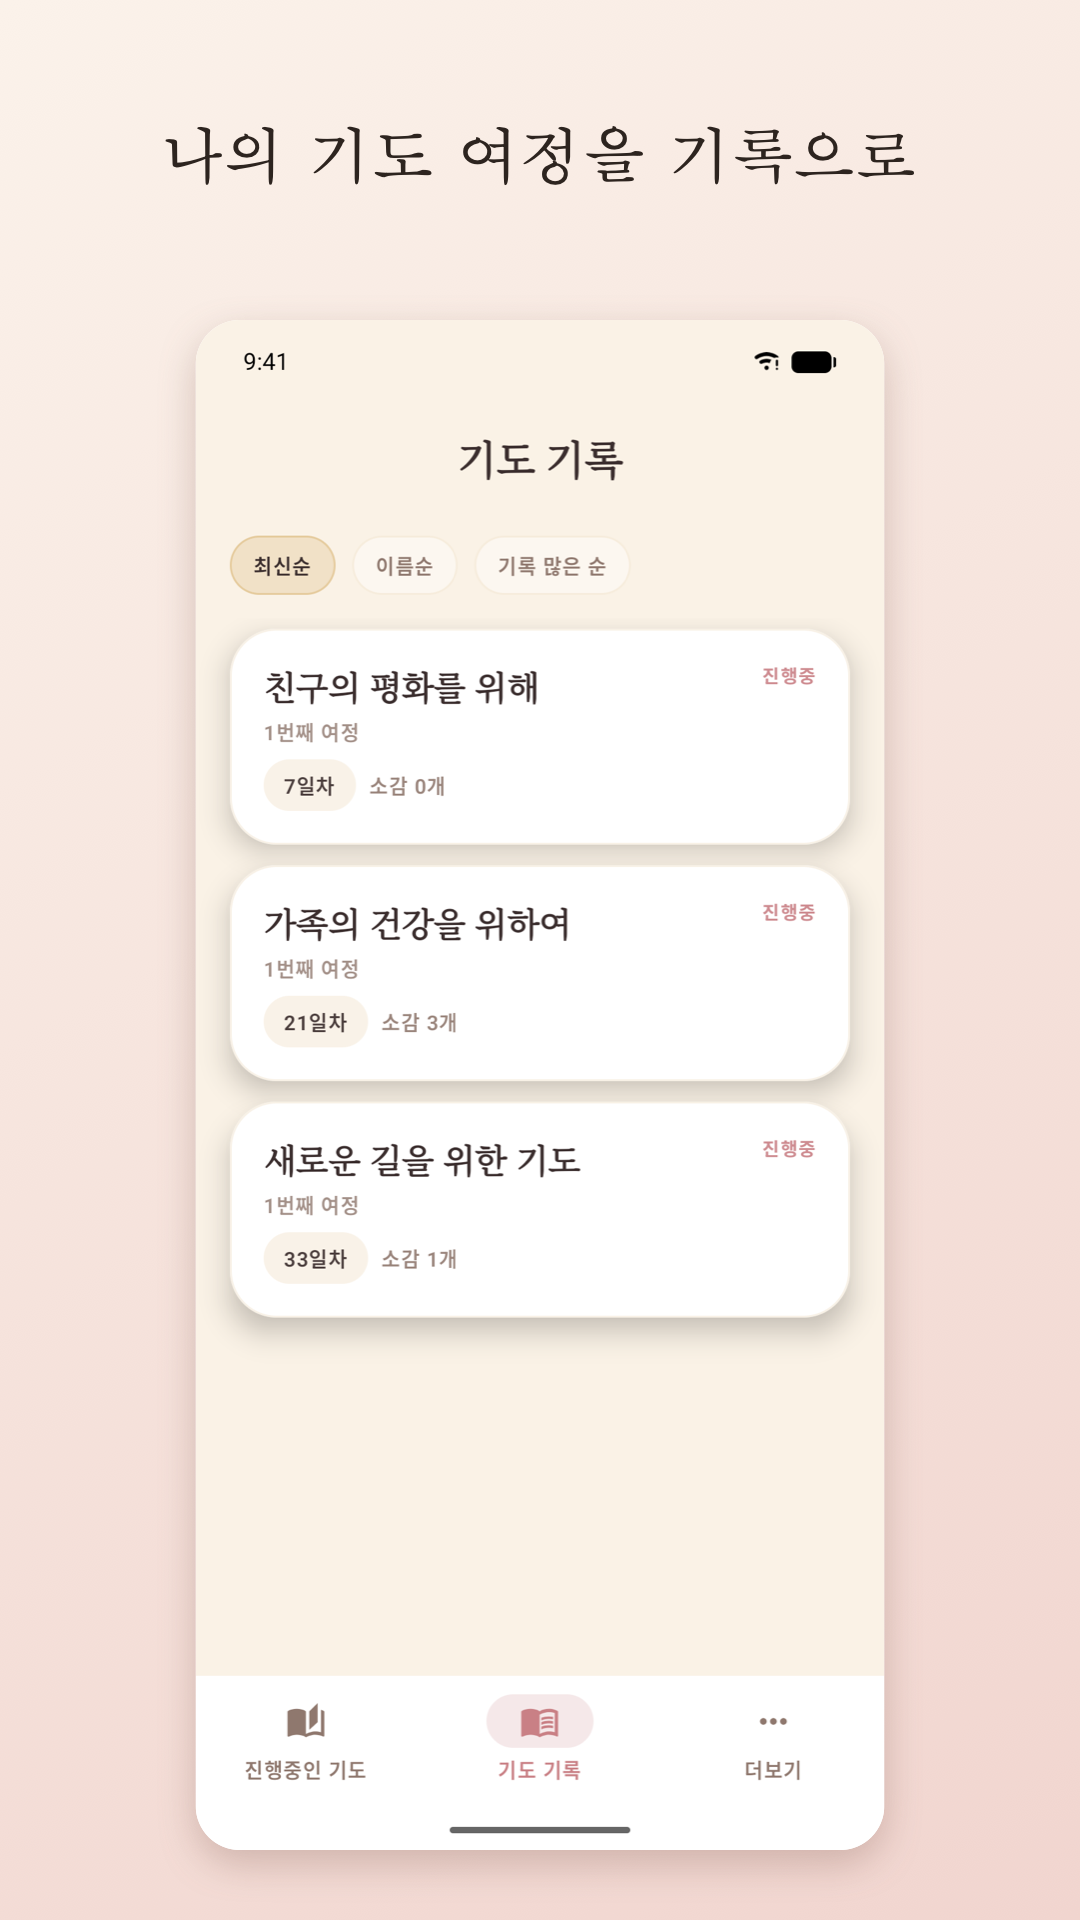 나의 기도 여정을 기록으로
9:41
기도 기록
최신순 이름순 기록 많은 순
친구의 평화를 위해 진행중
1번째 여정
7일차 소감 0개
가족의 건강을 위하여 진행중
1번째 여정
21일차 소감 3개
새로운 길을 위한 기도 진행중
1번째 여정
33일차 소감 1개
진행중인 기도 기도 기록 더보기